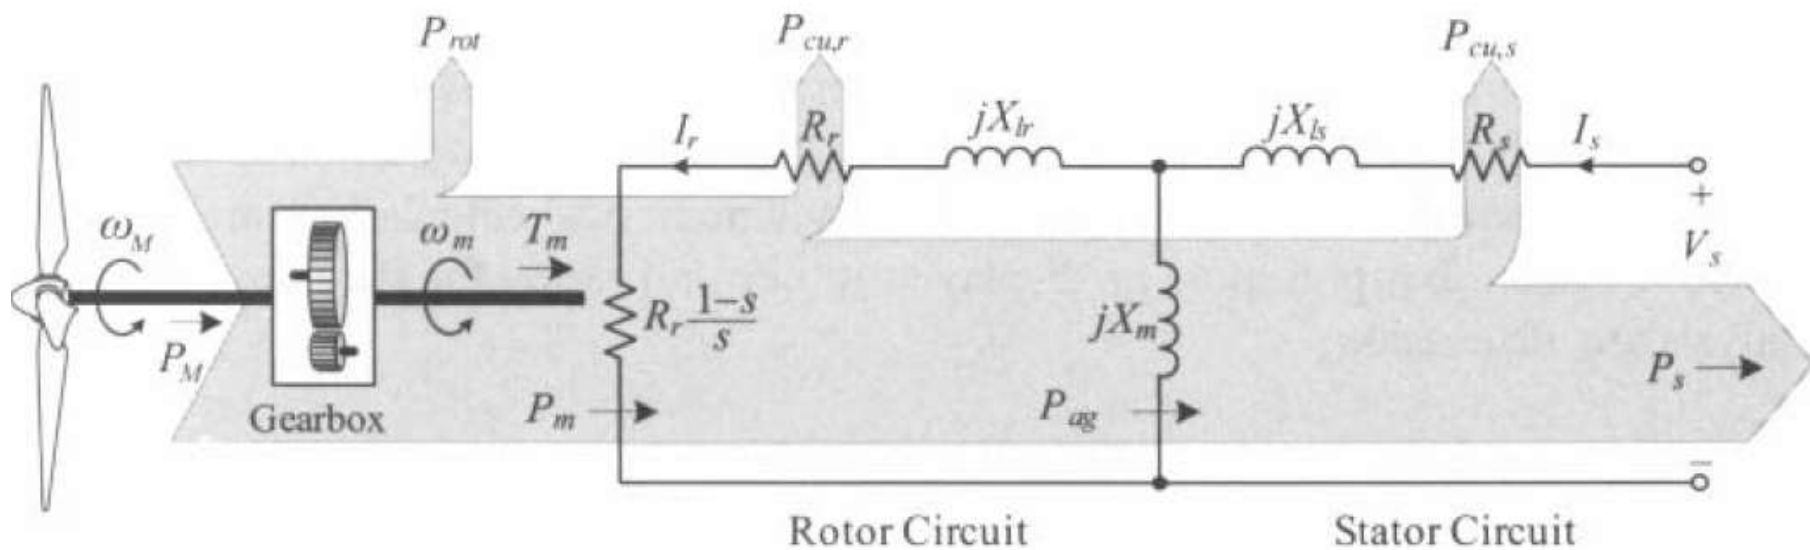 P_rot P_cu,r P_cu,s
I_r R_r jX_lr jX_ls R_s I_s
+
ω_M ω_m T_m V_s
R_r (1−s)/s jX_m
P_M P_s
Gearbox P_m P_ag
−
Rotor Circuit Stator Circuit